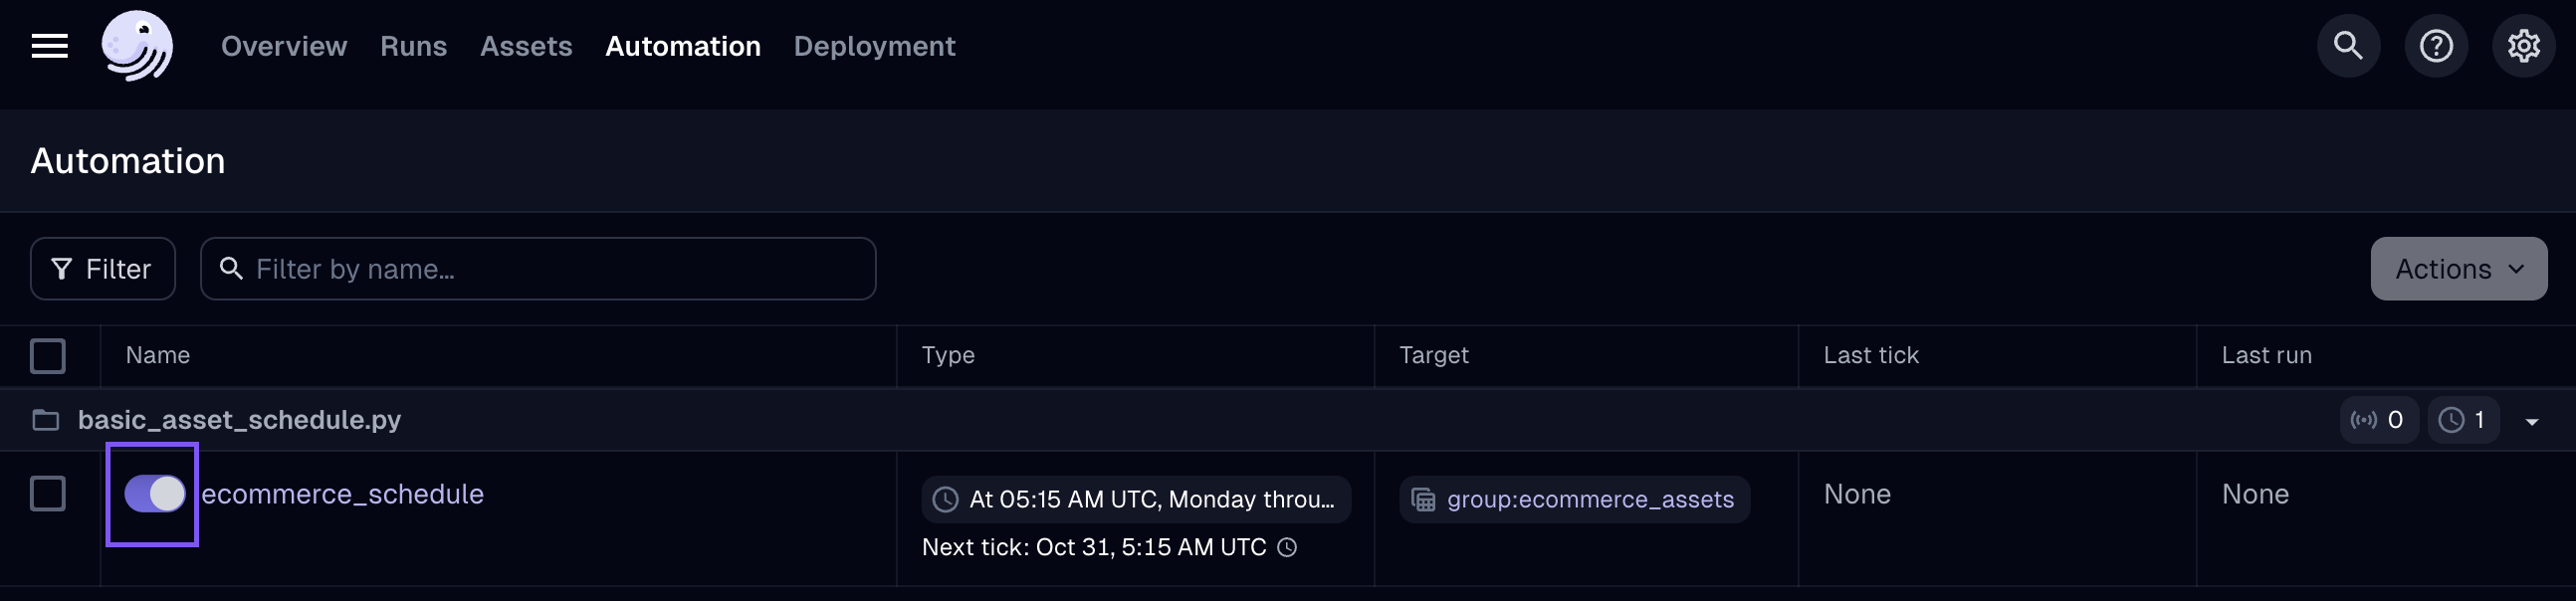 Overview Runs Assets Automation Deployment
Automation
Filter Filter by name... Actions
Name Type Target Last tick Last run
basic_asset_schedule.py 0 1
ecommerce_schedule At 05:15 AM UTC, Monday throu... group:ecommerce_assets None None
Next tick: Oct 31, 5:15 AM UTC